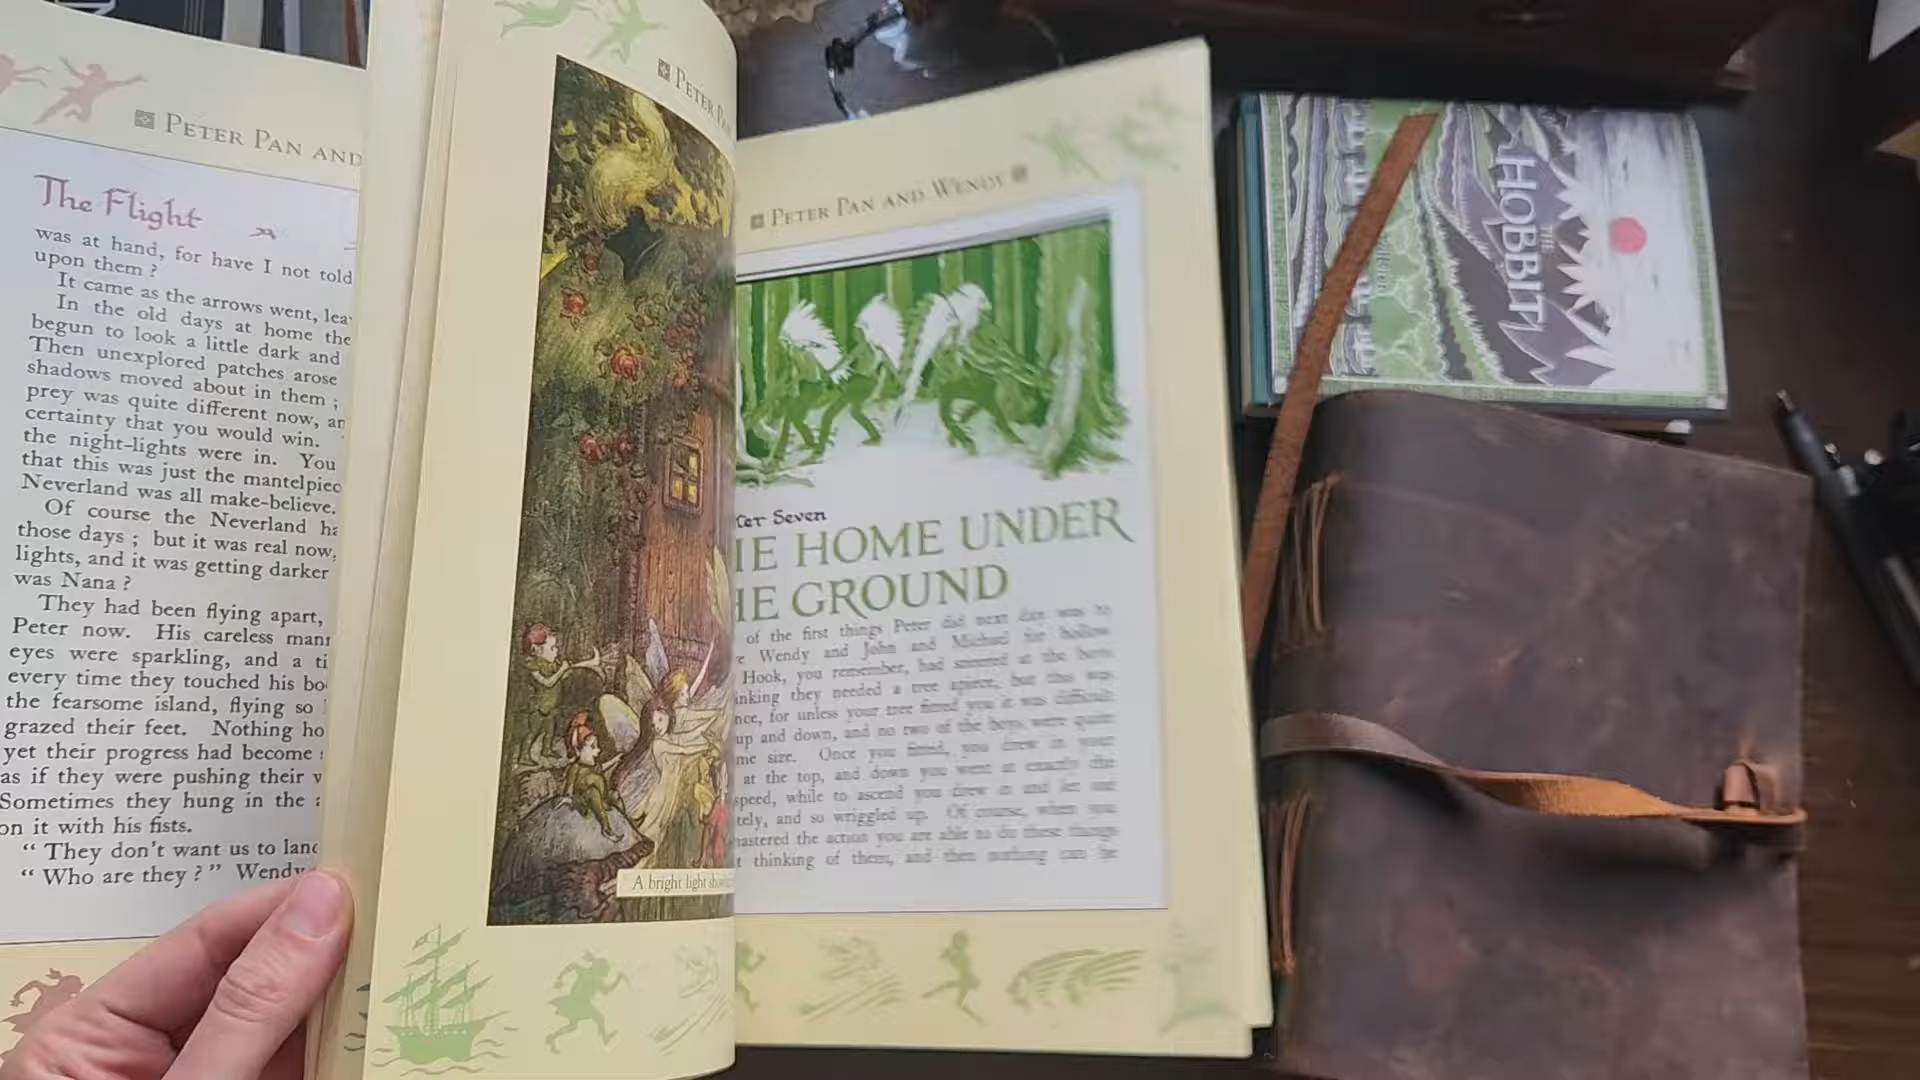 PETER PAN AND
The Flight
was at hand, for have I not told
upon them ?
It came as the arrows went, lea
In the old days at home the
begun to look a little dark and
Then unexplored patches arose
shadows moved about in them ;
prey was quite different now, an
certainty that you would win.
the night-lights were in. You
that this was just the mantelpiec
Neverland was all make-believe.
Of course the Neverland ha
those days ; but it was real now,
lights, and it was getting darker
was Nana ?
They had been flying apart,
Peter now. His careless man
eyes were sparkling, and a ti
every time they touched his bo
the fearsome island, flying so
grazed their feet. Nothing ho
yet their progress had become
as if they were pushing their v
Sometimes they hung in the a
on it with his fists.
“ They don’t want us to lanc
“ Who are they ? ” Wendy
PETER PA
A bright light sho
PETER PAN AND WENDY
ter Seven
HE HOME UNDER
HE GROUND
of the first things Peter did next day was to
e Wendy and John and Michael for hollow
Hook, you remember, had sneered at the boys
inking they needed a tree apiece, but this was
nce, for unless your tree fitted you it was difficult
up and down, and no two of the boys were quite
me size. Once you fitted, you drew in your
at the top, and down you went at exactly the
speed, while to ascend you drew in and let out
tely, and so wriggled up. Of course, when you
mastered the action you are able to do these things
t thinking of them, and then nothing can be
THE
HOBBIT